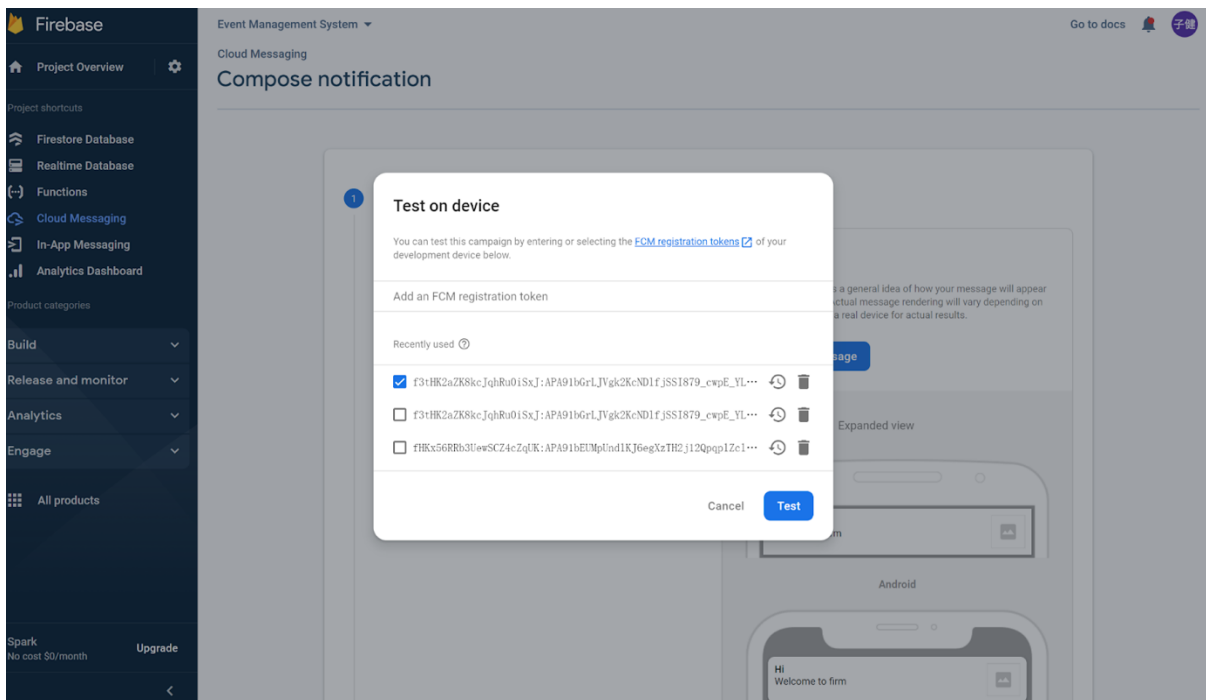 Firebase
Event Management System
Go to docs
子健
Project Overview
Cloud Messaging
Compose notification
Project shortcuts
Firestore Database
Realtime Database
Functions
Cloud Messaging
In-App Messaging
Analytics Dashboard
Product categories
Build
Release and monitor
Analytics
Engage
All products
Spark
No cost $0/month
Upgrade
1
Test on device
You can test this campaign by entering or selecting the FCM registration tokens of your
development device below.
Add an FCM registration token
Recently used
f3tHK2aZK8kcJqhRu0iSxJ:APA91bGrLJVgk2KcND1fjSSI879_cwpE_YL...
f3tHK2aZK8kcJqhRu0iSxJ:APA91bGrLJVgk2KcND1fjSSI879_cwpE_YL...
fHKx56RRb3UewSCZ4cZqUK:APA91bEUMpUnd1KJ6egXzTH2j12Qpqp1Zc1...
Cancel
Test
s a general idea of how your message will appear
ctual message rendering will vary depending on
a real device for actual results.
sage
Expanded view
m
Android
Hi
Welcome to firm